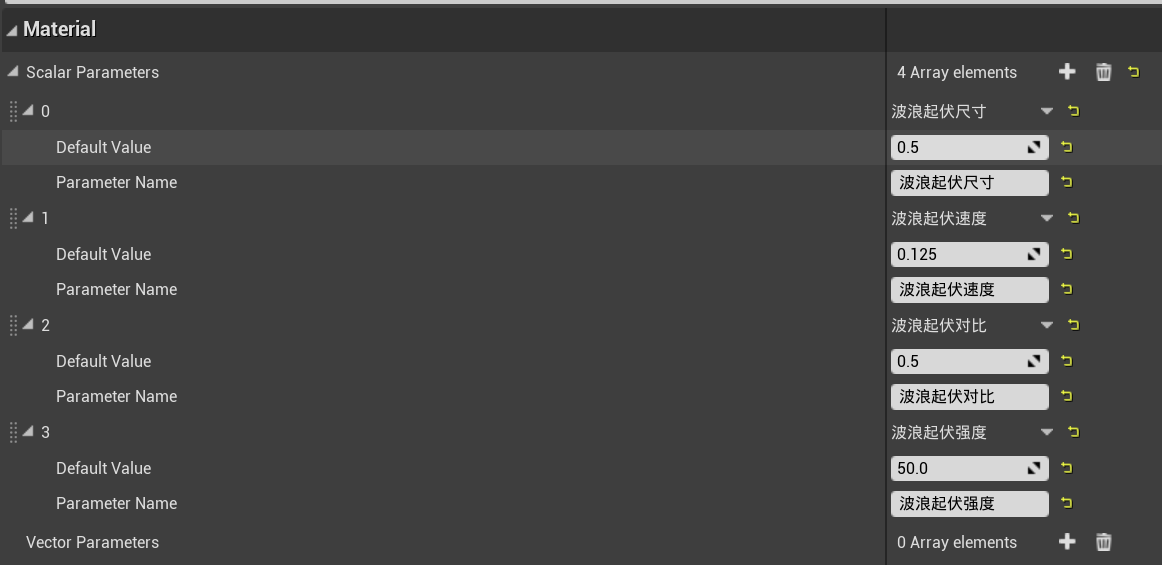 Material
Scalar Parameters 4 Array elements
0 波浪起伏尺寸
Default Value 0.5
Parameter Name 波浪起伏尺寸
1 波浪起伏速度
Default Value 0.125
Parameter Name 波浪起伏速度
2 波浪起伏对比
Default Value 0.5
Parameter Name 波浪起伏对比
3 波浪起伏强度
Default Value 50.0
Parameter Name 波浪起伏强度
Vector Parameters 0 Array elements